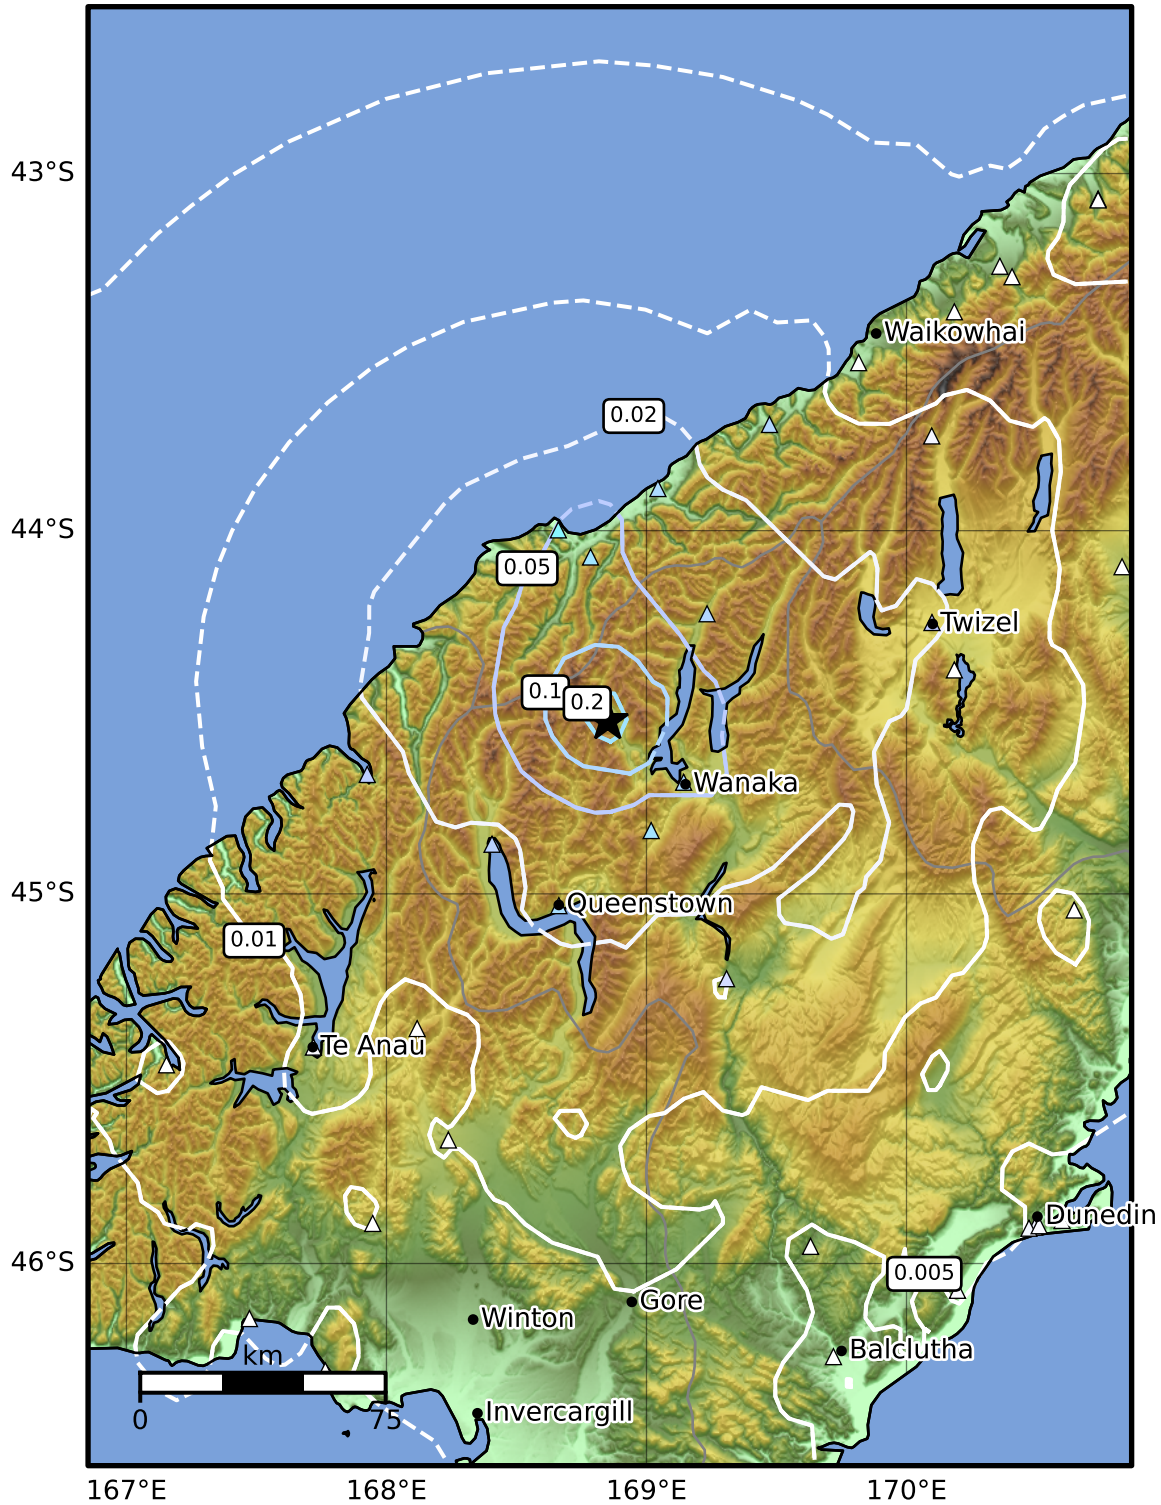 43°S
Waikowhai
0.02
44°S
0.05
Twizel
0.1
0.2
Wanaka
45°S
Queenstown
0.01
Te Anau
Dunedin
46°S
0.005
Gore
Winton
Balclutha
km
0
75
Invercargill
167°E
168°E
169°E
170°E